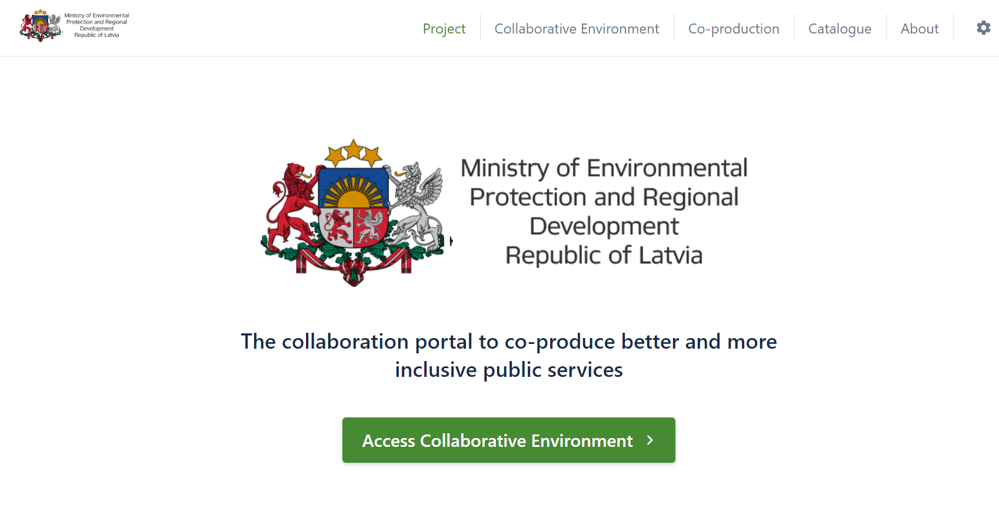 Ministry of Environmental
Protection and Regional
Development
Republic of Latvia
Project
Collaborative Environment
Co-production
Catalogue
About
Ministry of Environmental
Protection and Regional
Development
Republic of Latvia
The collaboration portal to co-produce better and more
inclusive public services
Access Collaborative Environment